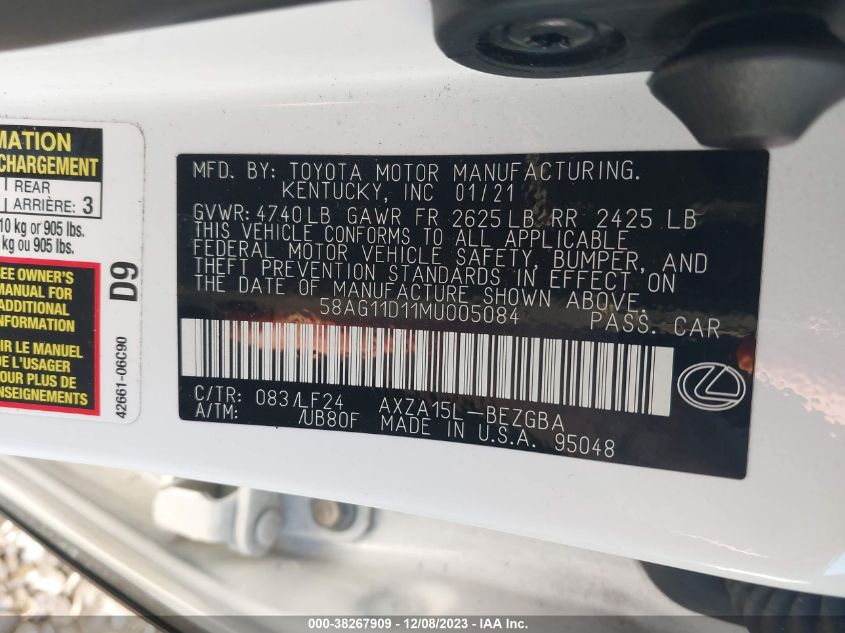 MATION
CHARGEMENT
REAR
ARRIÈRE: 3
10 kg or 905 lbs.
kg ou 905 lbs.
EE OWNER'S
MANUAL FOR
ADDITIONAL
FORMATION
IR LE MANUEL
DE L'USAGER
POUR PLUS DE
NSEIGNEMENTS
D9
42661-06C90
MFD. BY: TOYOTA MOTOR MANUFACTURING.
KENTUCKY, INC 01/21
GVWR: 4740LB GAWR FR 2625LB RR 2425 LB
THIS VEHICLE CONFORMS TO ALL APPLICABLE
FEDERAL MOTOR VEHICLE SAFETY, BUMPER, AND
THEFT PREVENTION STANDARDS IN EFFECT ON
THE DATE OF MANUFACTURE SHOWN ABOVE.
58AG11D11MU005084 PASS. CAR
C/TR: 083/LF24 AXZA15L-BEZGBA
A/TM: /UB80F MADE IN U.S.A. 95048
000-38267909 - 12/08/2023 - IAA Inc.